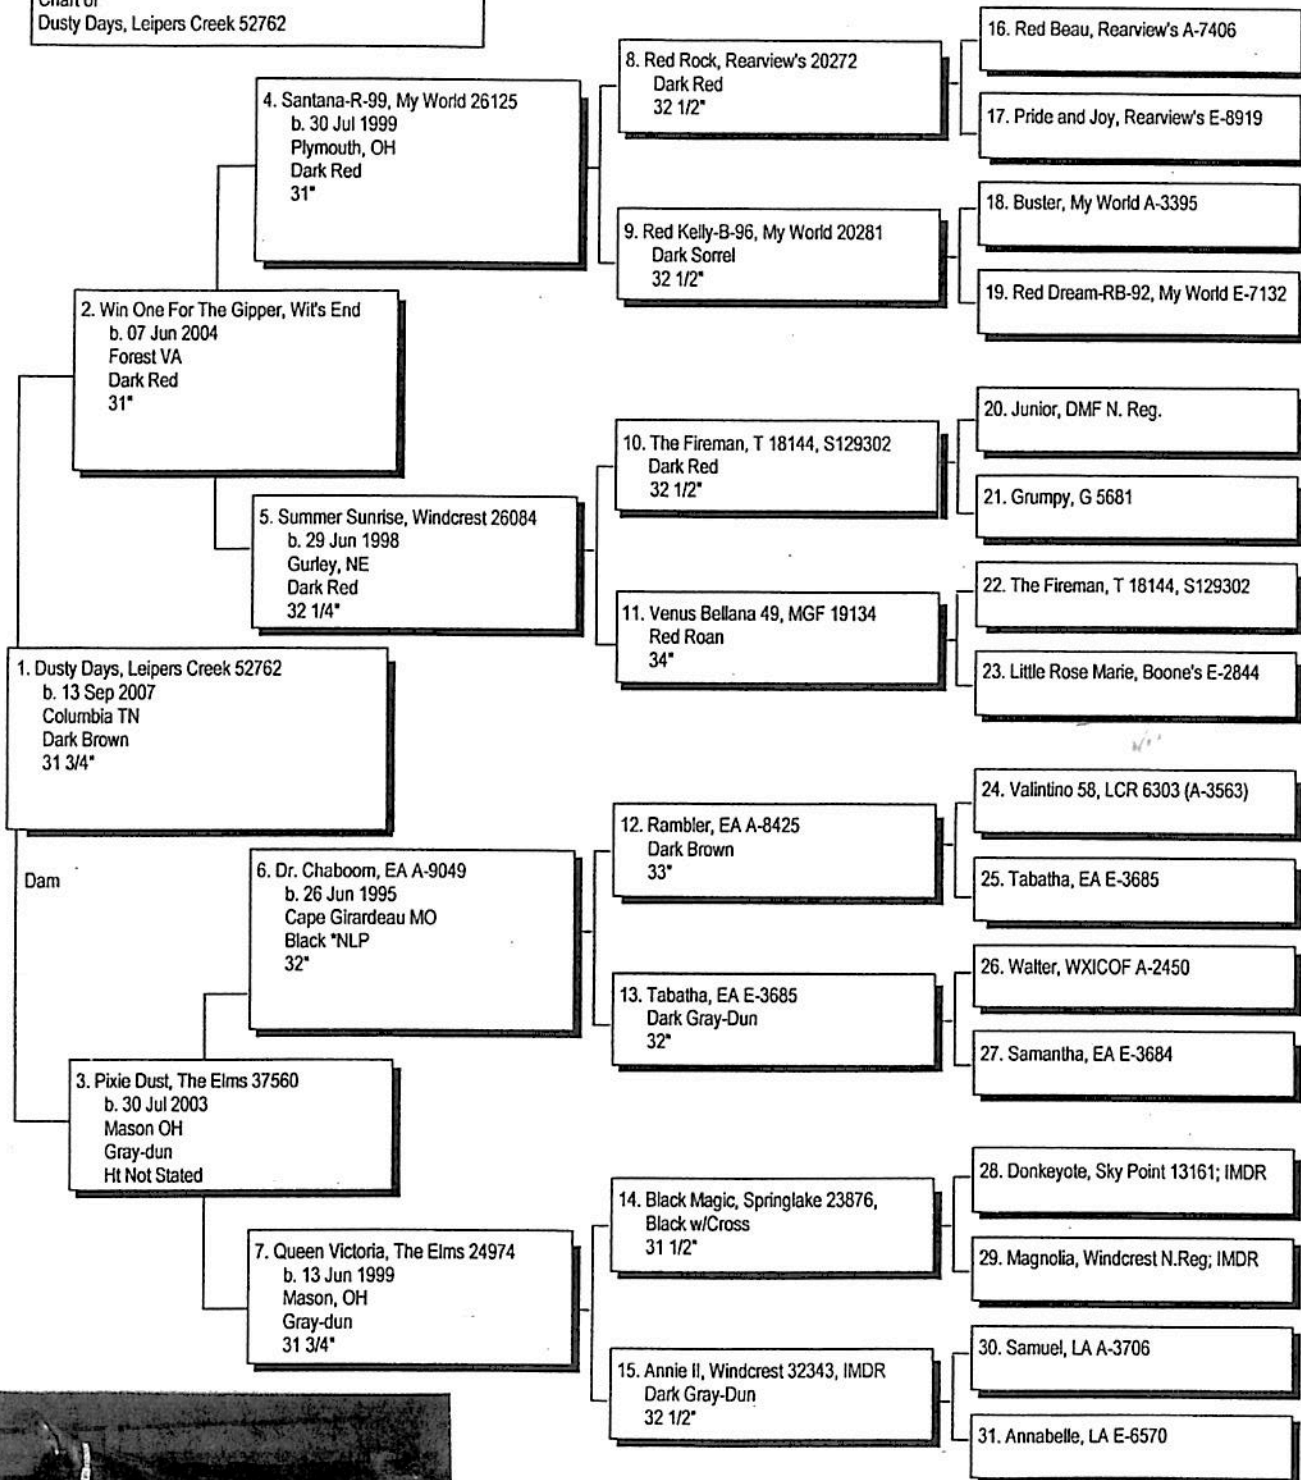 Chart of
Dusty Days, Leipers Creek 52762
16. Red Beau, Rearview's A-7406
8. Red Rock, Rearview's 20272
Dark Red
32 1/2"
17. Pride and Joy, Rearview's E-8919
4. Santana-R-99, My World 26125
b. 30 Jul 1999
Plymouth, OH
Dark Red
31"
18. Buster, My World A-3395
9. Red Kelly-B-96, My World 20281
Dark Sorrel
32 1/2"
19. Red Dream-RB-92, My World E-7132
2. Win One For The Gipper, Wit's End
b. 07 Jun 2004
Forest VA
Dark Red
31"
20. Junior, DMF N. Reg.
10. The Fireman, T 18144, S129302
Dark Red
32 1/2"
21. Grumpy, G 5681
5. Summer Sunrise, Windcrest 26084
b. 29 Jun 1998
Gurley, NE
Dark Red
32 1/4"
22. The Fireman, T 18144, S129302
11. Venus Bellana 49, MGF 19134
Red Roan
34"
23. Little Rose Marie, Boone's E-2844
1. Dusty Days, Leipers Creek 52762
b. 13 Sep 2007
Columbia TN
Dark Brown
31 3/4"
24. Valintino 58, LCR 6303 (A-3563)
12. Rambler, EA A-8425
Dark Brown
33"
25. Tabatha, EA E-3685
Dam
6. Dr. Chaboom, EA A-9049
b. 26 Jun 1995
Cape Girardeau MO
Black *NLP
32"
26. Walter, WXICOF A-2450
13. Tabatha, EA E-3685
Dark Gray-Dun
32"
27. Samantha, EA E-3684
3. Pixie Dust, The Elms 37560
b. 30 Jul 2003
Mason OH
Gray-dun
Ht Not Stated
28. Donkeyote, Sky Point 13161; IMDR
14. Black Magic, Springlake 23876,
Black w/Cross
31 1/2"
29. Magnolia, Windcrest N.Reg; IMDR
7. Queen Victoria, The Elms 24974
b. 13 Jun 1999
Mason, OH
Gray-dun
31 3/4"
30. Samuel, LA A-3706
15. Annie II, Windcrest 32343, IMDR
Dark Gray-Dun
32 1/2"
31. Annabelle, LA E-6570